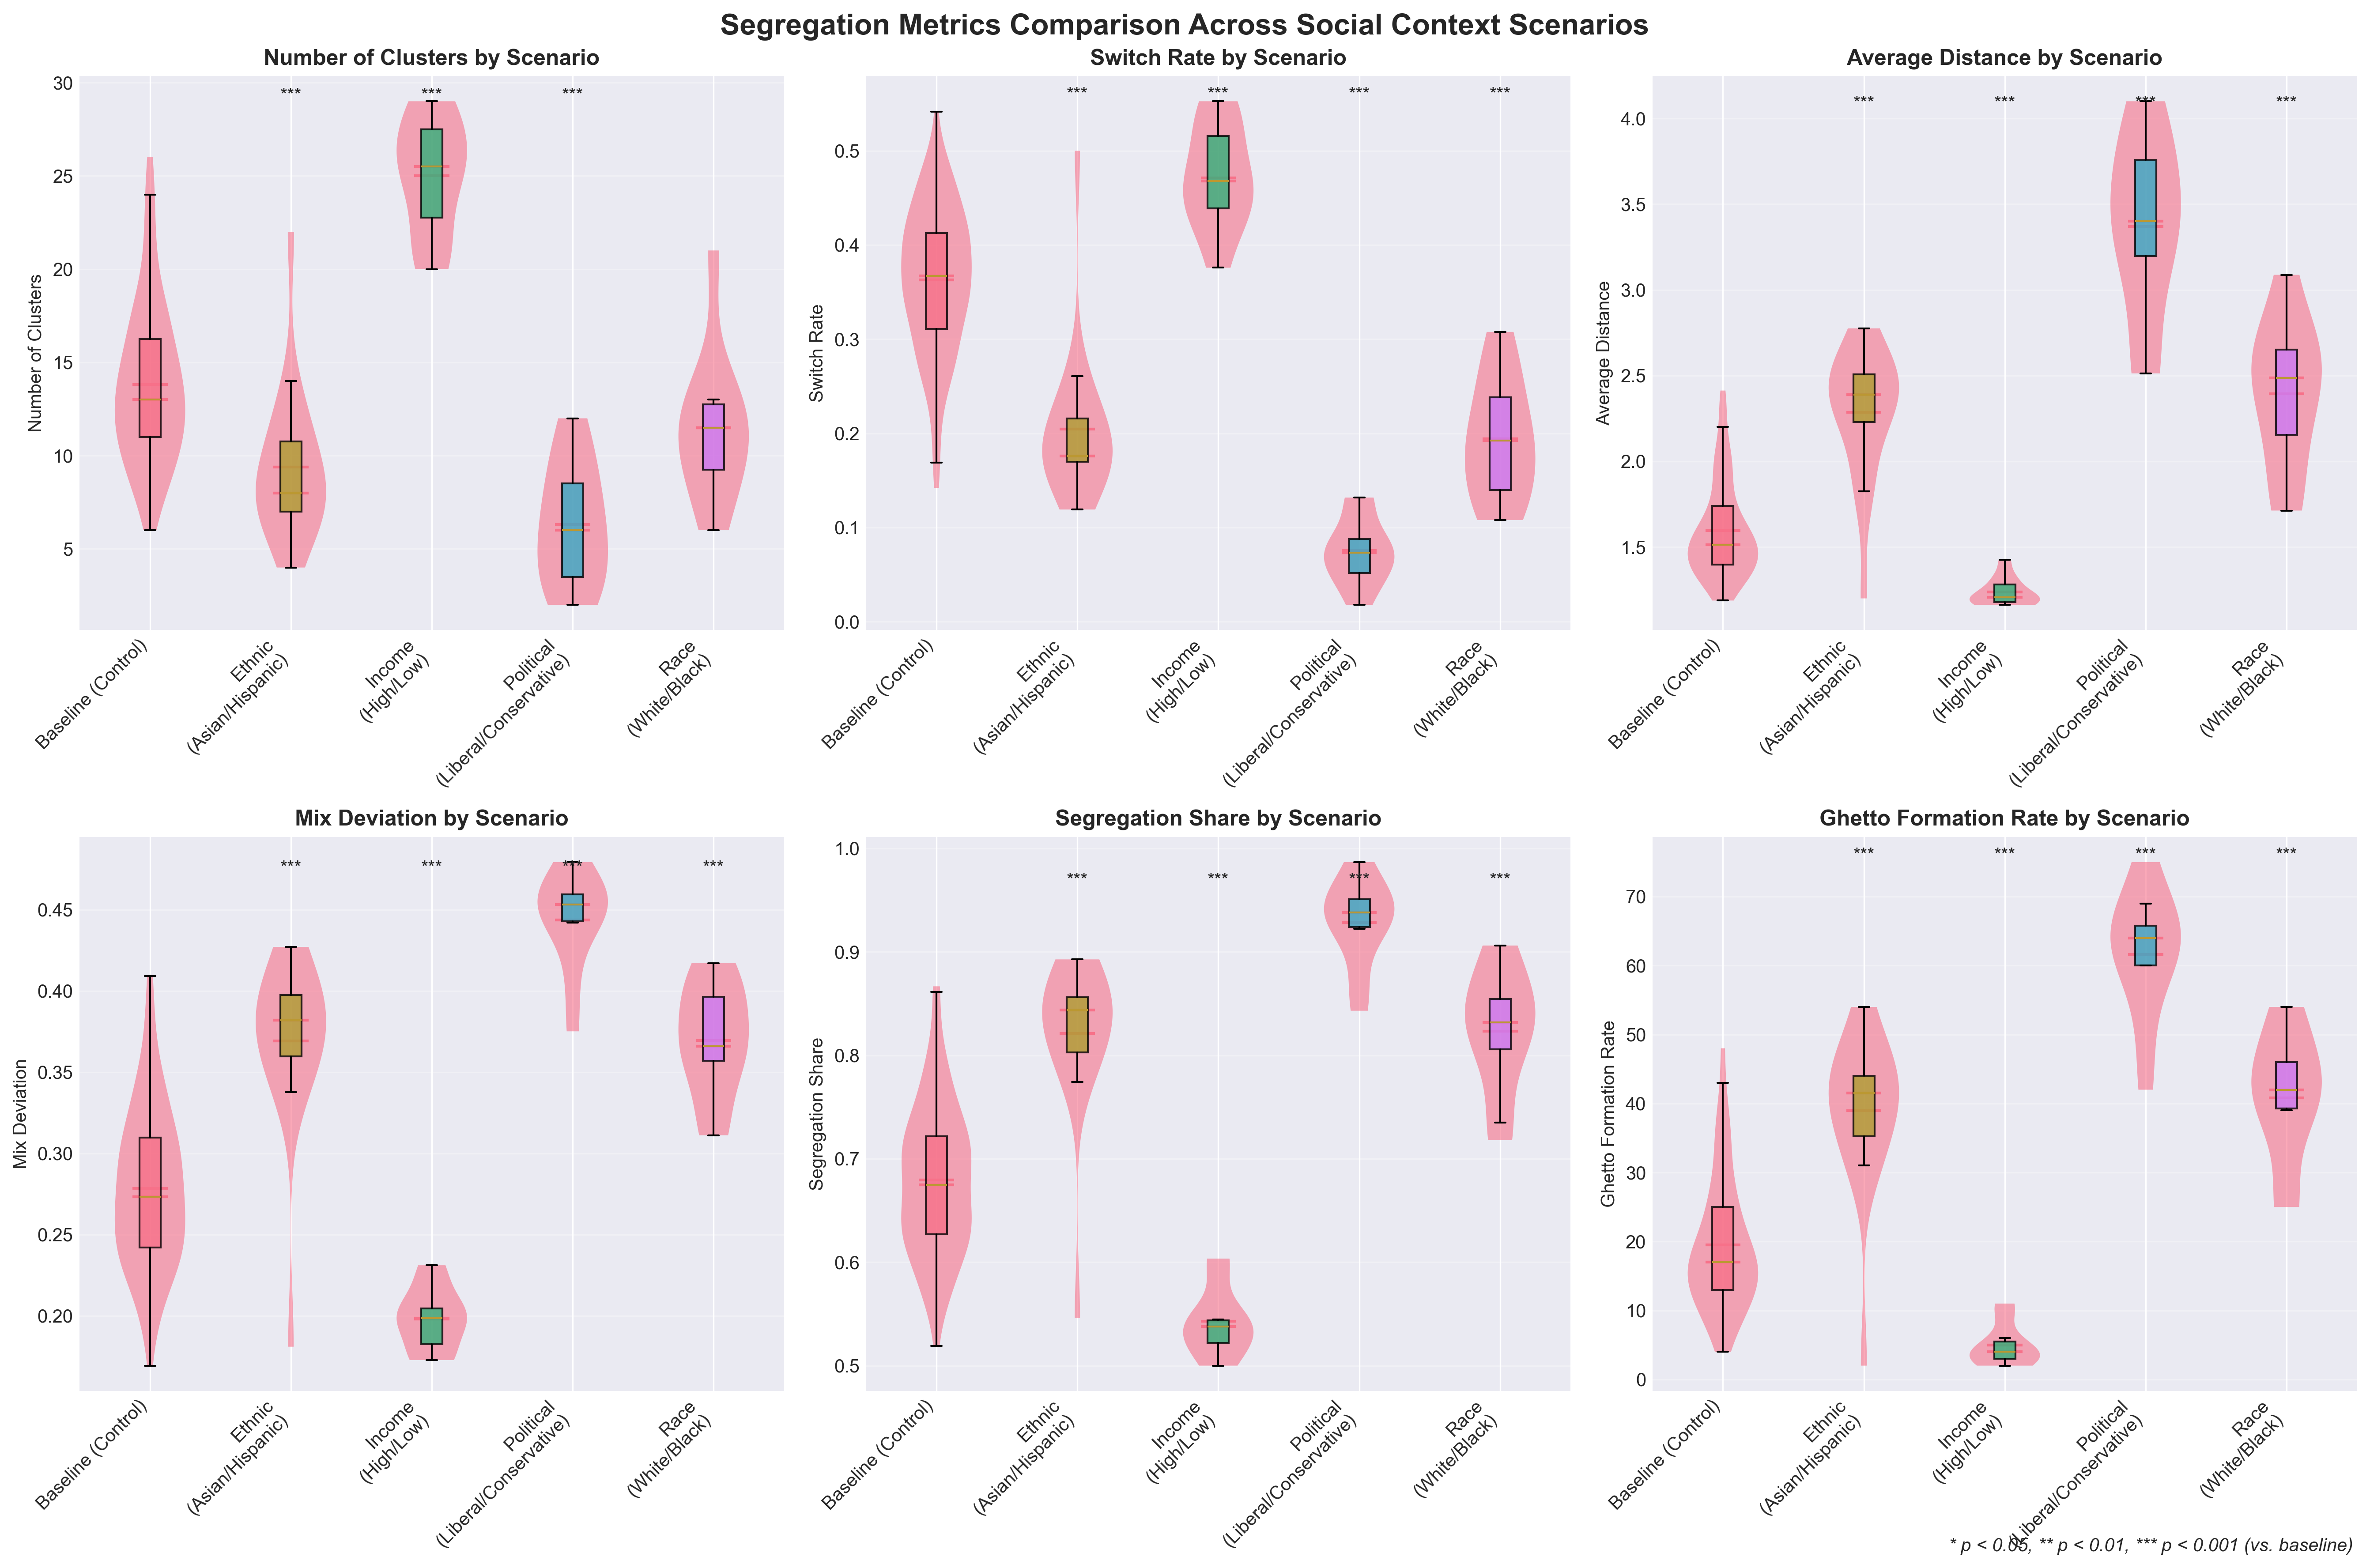 Segregation Metrics Comparison Across Social Context Scenarios
Number of Clusters by Scenario
***
***
***
30
25
20
15
10
5
Number of Clusters
Baseline (Control)
Ethnic
(Asian/Hispanic)
Income
(High/Low)
Political
(Liberal/Conservative)
Race
(White/Black)
Switch Rate by Scenario
***
***
***
***
0.5
0.4
0.3
0.2
0.1
0.0
Switch Rate
Baseline (Control)
Ethnic
(Asian/Hispanic)
Income
(High/Low)
Political
(Liberal/Conservative)
Race
(White/Black)
Average Distance by Scenario
***
***
***
***
4.0
3.5
3.0
2.5
2.0
1.5
Average Distance
Baseline (Control)
Ethnic
(Asian/Hispanic)
Income
(High/Low)
Political
(Liberal/Conservative)
Race
(White/Black)
Mix Deviation by Scenario
***
***
***
***
0.45
0.40
0.35
0.30
0.25
0.20
Mix Deviation
Baseline (Control)
Ethnic
(Asian/Hispanic)
Income
(High/Low)
Political
(Liberal/Conservative)
Race
(White/Black)
Segregation Share by Scenario
***
***
***
***
1.0
0.9
0.8
0.7
0.6
0.5
Segregation Share
Baseline (Control)
Ethnic
(Asian/Hispanic)
Income
(High/Low)
Political
(Liberal/Conservative)
Race
(White/Black)
Ghetto Formation Rate by Scenario
***
***
***
***
70
60
50
40
30
20
10
0
Ghetto Formation Rate
Baseline (Control)
Ethnic
(Asian/Hispanic)
Income
(High/Low)
Political
(Liberal/Conservative)
Race
(White/Black)
* p < 0.05, ** p < 0.01, *** p < 0.001 (vs. baseline)